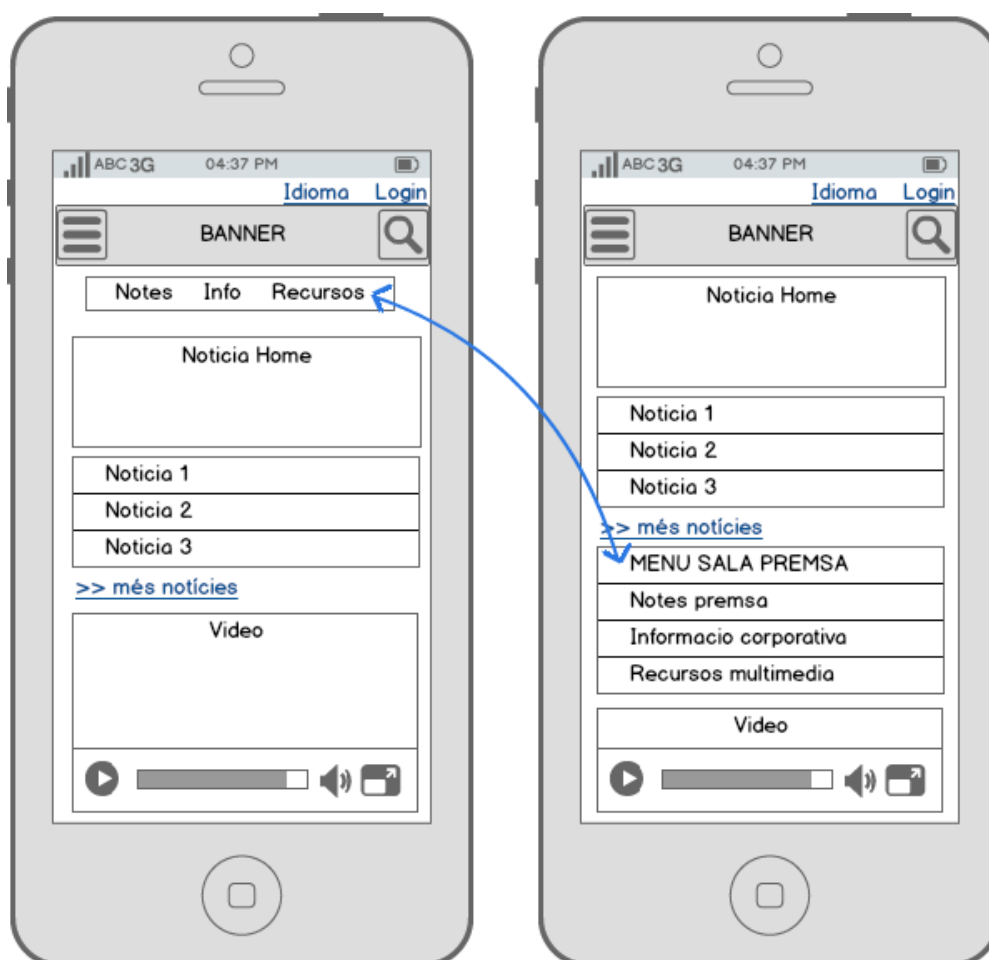 ABC 3G 04:37 PM
Idioma Login
BANNER
Notes Info Recursos
Noticia Home
Noticia 1
Noticia 2
Noticia 3
>> més notícies
Video
ABC 3G 04:37 PM
Idioma Login
BANNER
Noticia Home
Noticia 1
Noticia 2
Noticia 3
>> més notícies
MENU SALA PREMSA
Notes premsa
Informacio corporativa
Recursos multimedia
Video